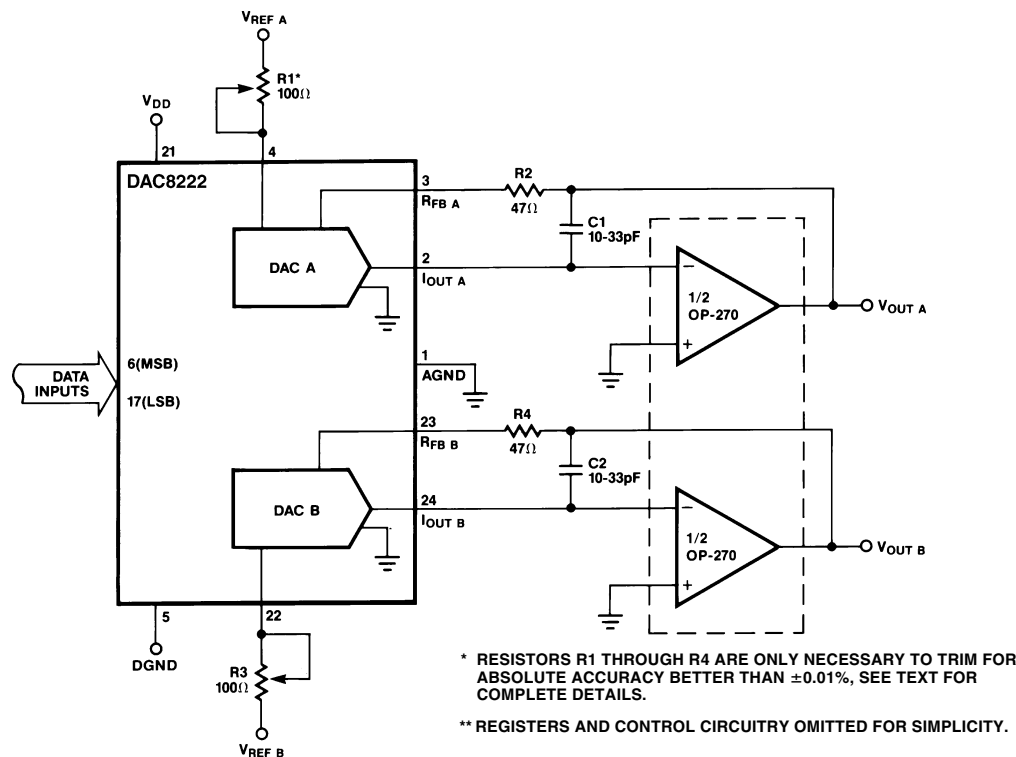 VREF A
R1*
100Ω
VDD
21
4
DAC8222
3
RFB A
R2
47Ω
C1
10-33pF
DAC A
2
IOUT A
−
1/2
OP-270
+
VOUT A
6(MSB)
DATA
INPUTS
17(LSB)
1
AGND
23
RFB B
R4
47Ω
C2
10-33pF
DAC B
24
IOUT B
−
1/2
OP-270
+
VOUT B
5
DGND
22
R3
100Ω
VREF B
* RESISTORS R1 THROUGH R4 ARE ONLY NECESSARY TO TRIM FOR
ABSOLUTE ACCURACY BETTER THAN ±0.01%, SEE TEXT FOR
COMPLETE DETAILS.
** REGISTERS AND CONTROL CIRCUITRY OMITTED FOR SIMPLICITY.